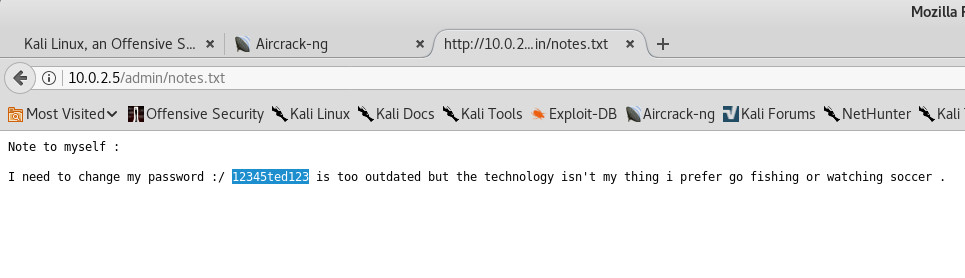 Mozilla F
Kali Linux, an Offensive S... × Aircrack-ng × http://10.0.2...in/notes.txt × +
10.0.2.5/admin/notes.txt
Most Visited Offensive Security Kali Linux Kali Docs Kali Tools Exploit-DB Aircrack-ng Kali Forums NetHunter Kali T
Note to myself :
I need to change my password :/ 12345ted123 is too outdated but the technology isn't my thing i prefer go fishing or watching soccer .